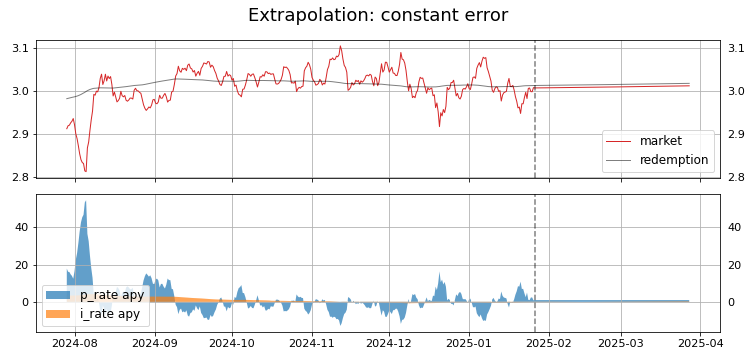 Extrapolation: constant error
3.1 3.1
3.0 3.0
2.9 2.9
2.8 2.8
market
redemption
40 40
20 20
0 0
p_rate apy
i_rate apy
2024-08 2024-09 2024-10 2024-11 2024-12 2025-01 2025-02 2025-03 2025-04